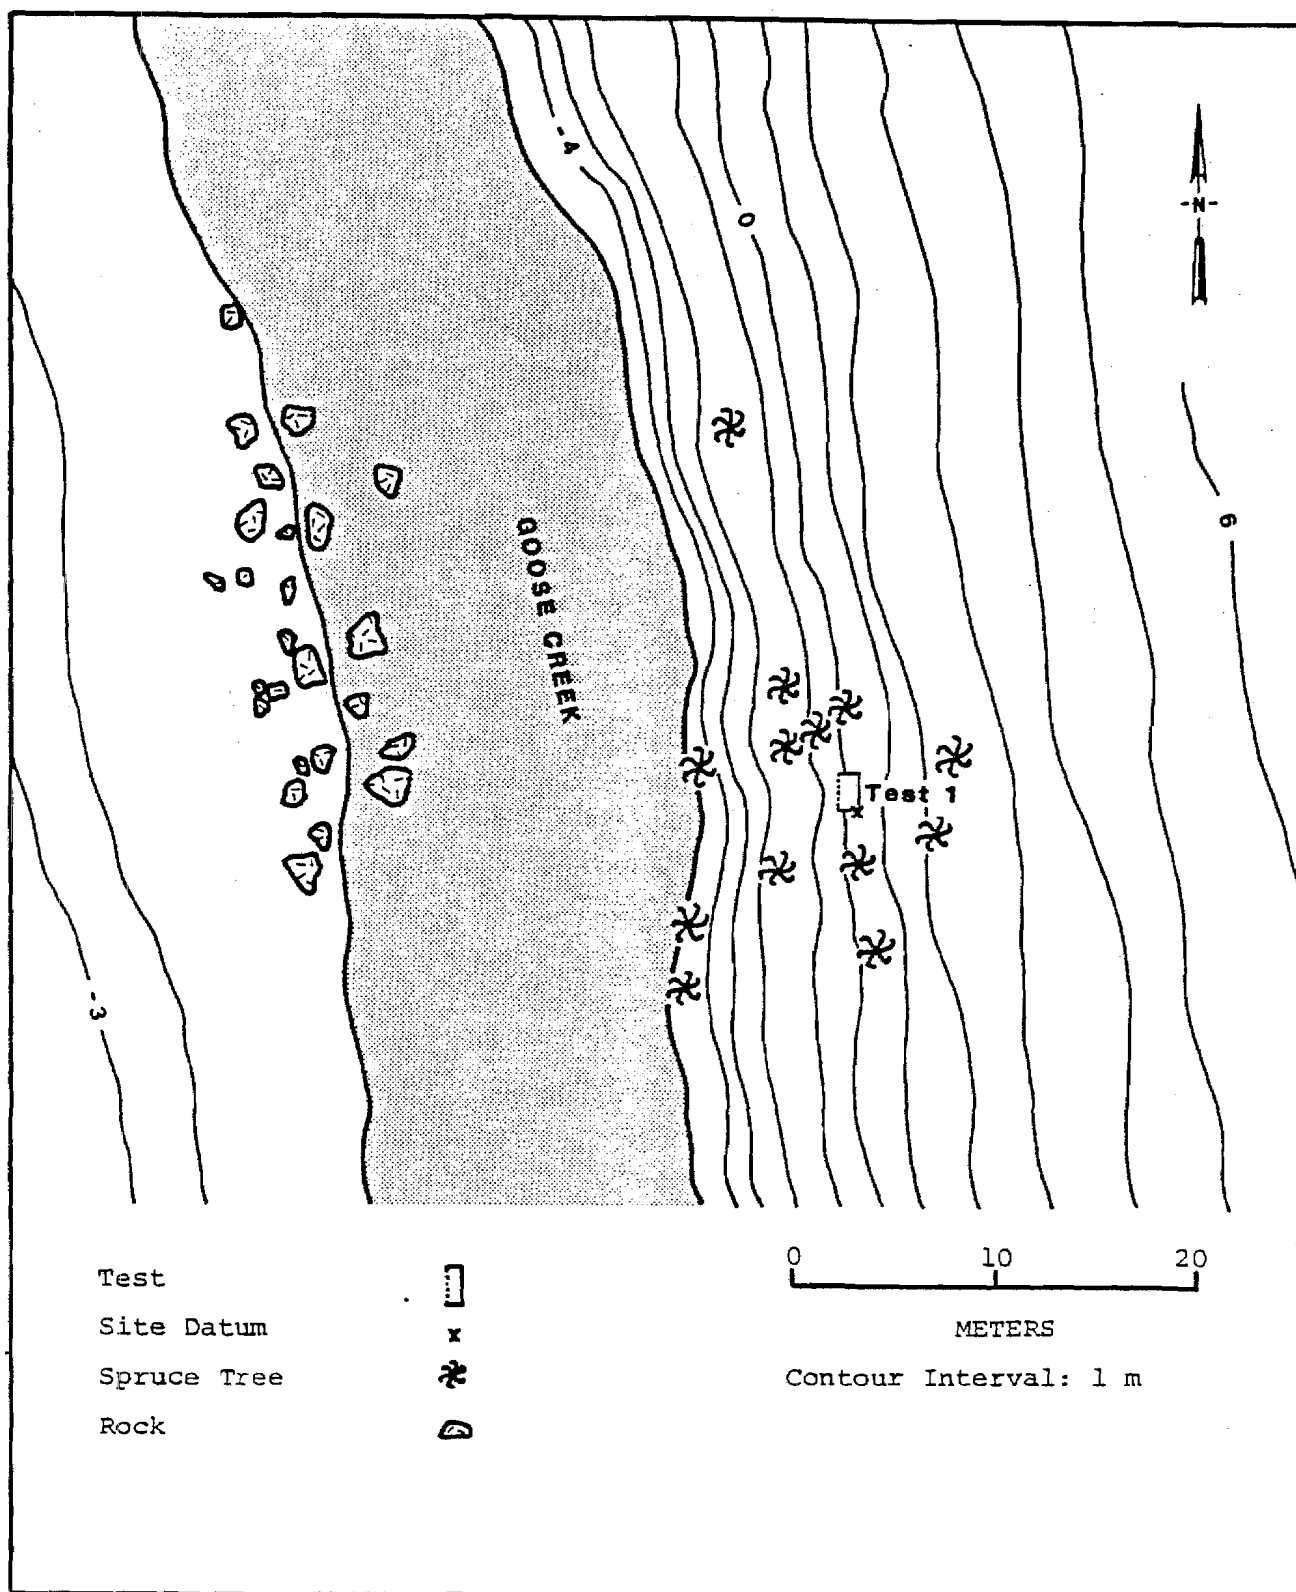 -4
0
-N-
6
GOOSE CREEK
Test 1
-3
0 10 20
METERS
Contour Interval: 1 m
Test
Site Datum
Spruce Tree
Rock